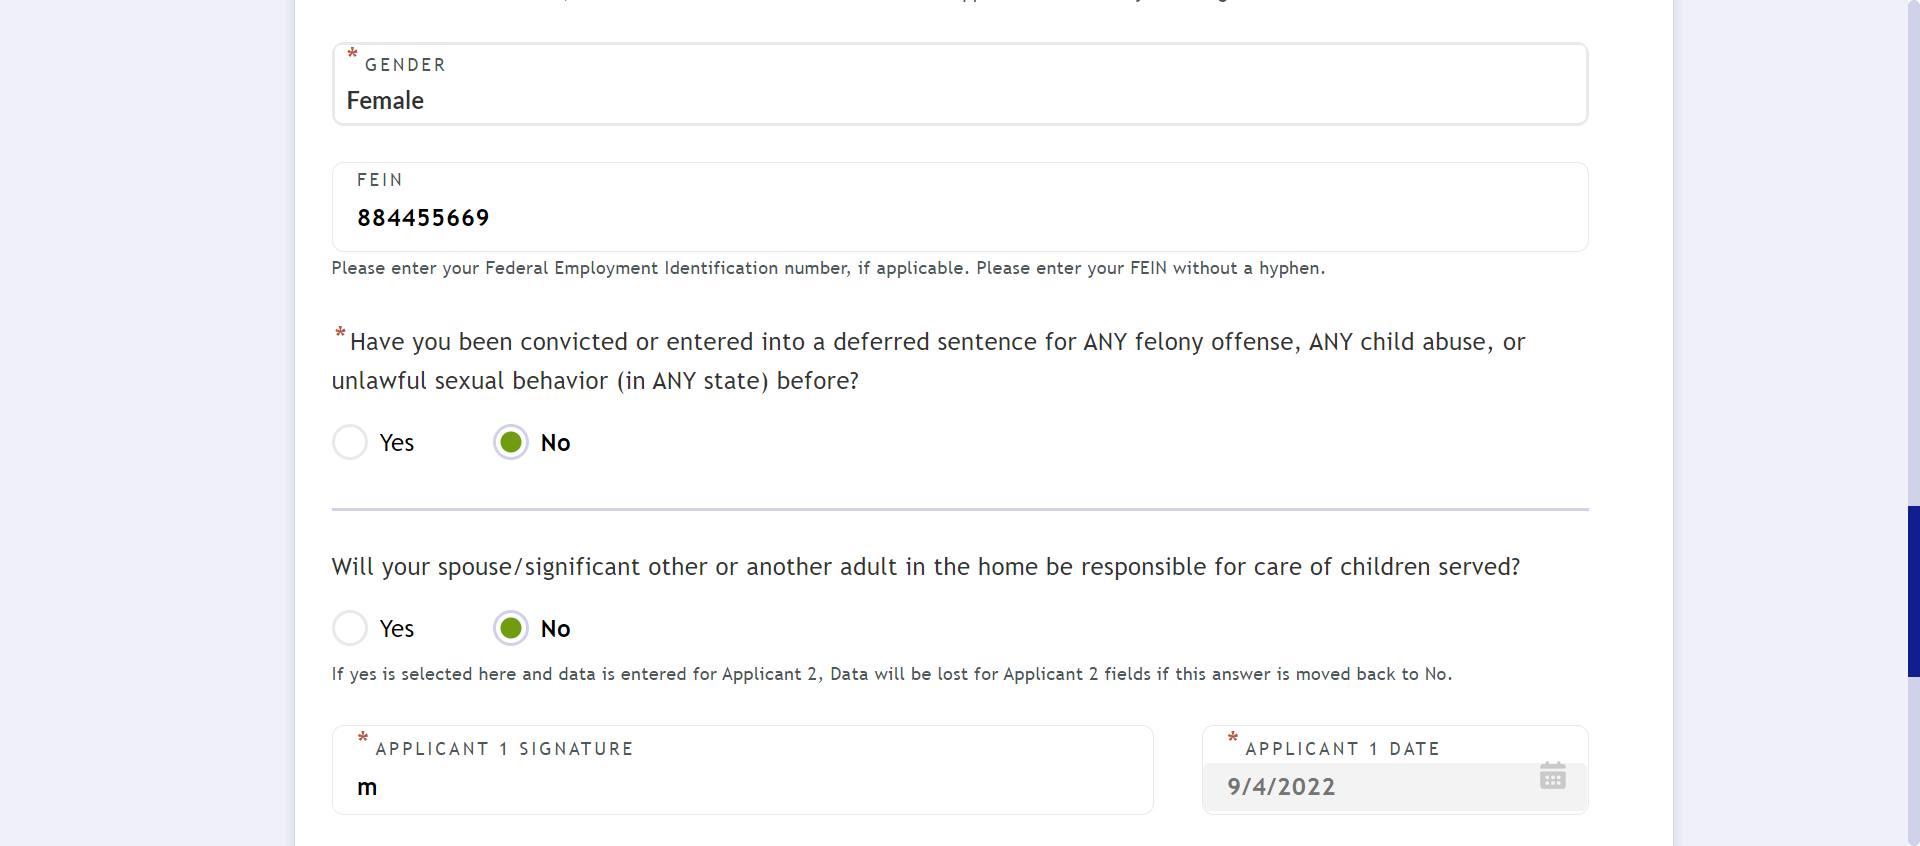 * GENDER
Female
FEIN
884455669
Please enter your Federal Employment Identification number, if applicable. Please enter your FEIN without a hyphen.
*Have you been convicted or entered into a deferred sentence for ANY felony offense, ANY child abuse, or
unlawful sexual behavior (in ANY state) before?
Yes No
Will your spouse/significant other or another adult in the home be responsible for care of children served?
Yes No
If yes is selected here and data is entered for Applicant 2, Data will be lost for Applicant 2 fields if this answer is moved back to No.
* APPLICANT 1 SIGNATURE
m
* APPLICANT 1 DATE
9/4/2022